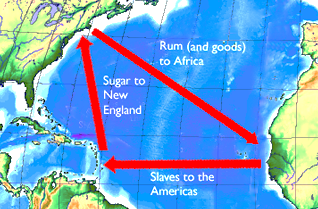 Rum (and goods)
to Africa
Sugar to
New
England
Slaves to the
Americas